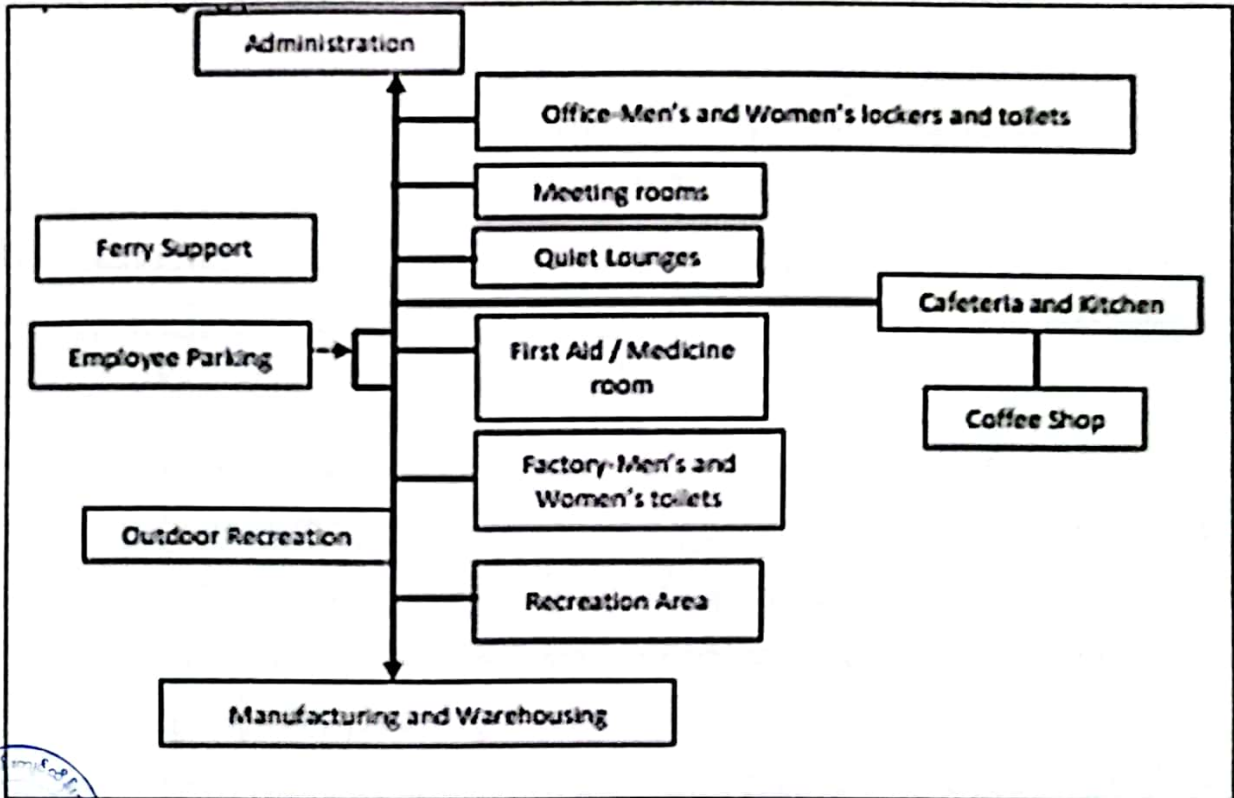 Administration
Office-Men's and Women's lockers and toilets
Meeting rooms
Ferry Support
Quiet Lounges
Cafeteria and Kitchen
Employee Parking
First Aid / Medicine
room
Coffee Shop
Factory-Men's and
Women's toilets
Outdoor Recreation
Recreation Area
Manufacturing and Warehousing